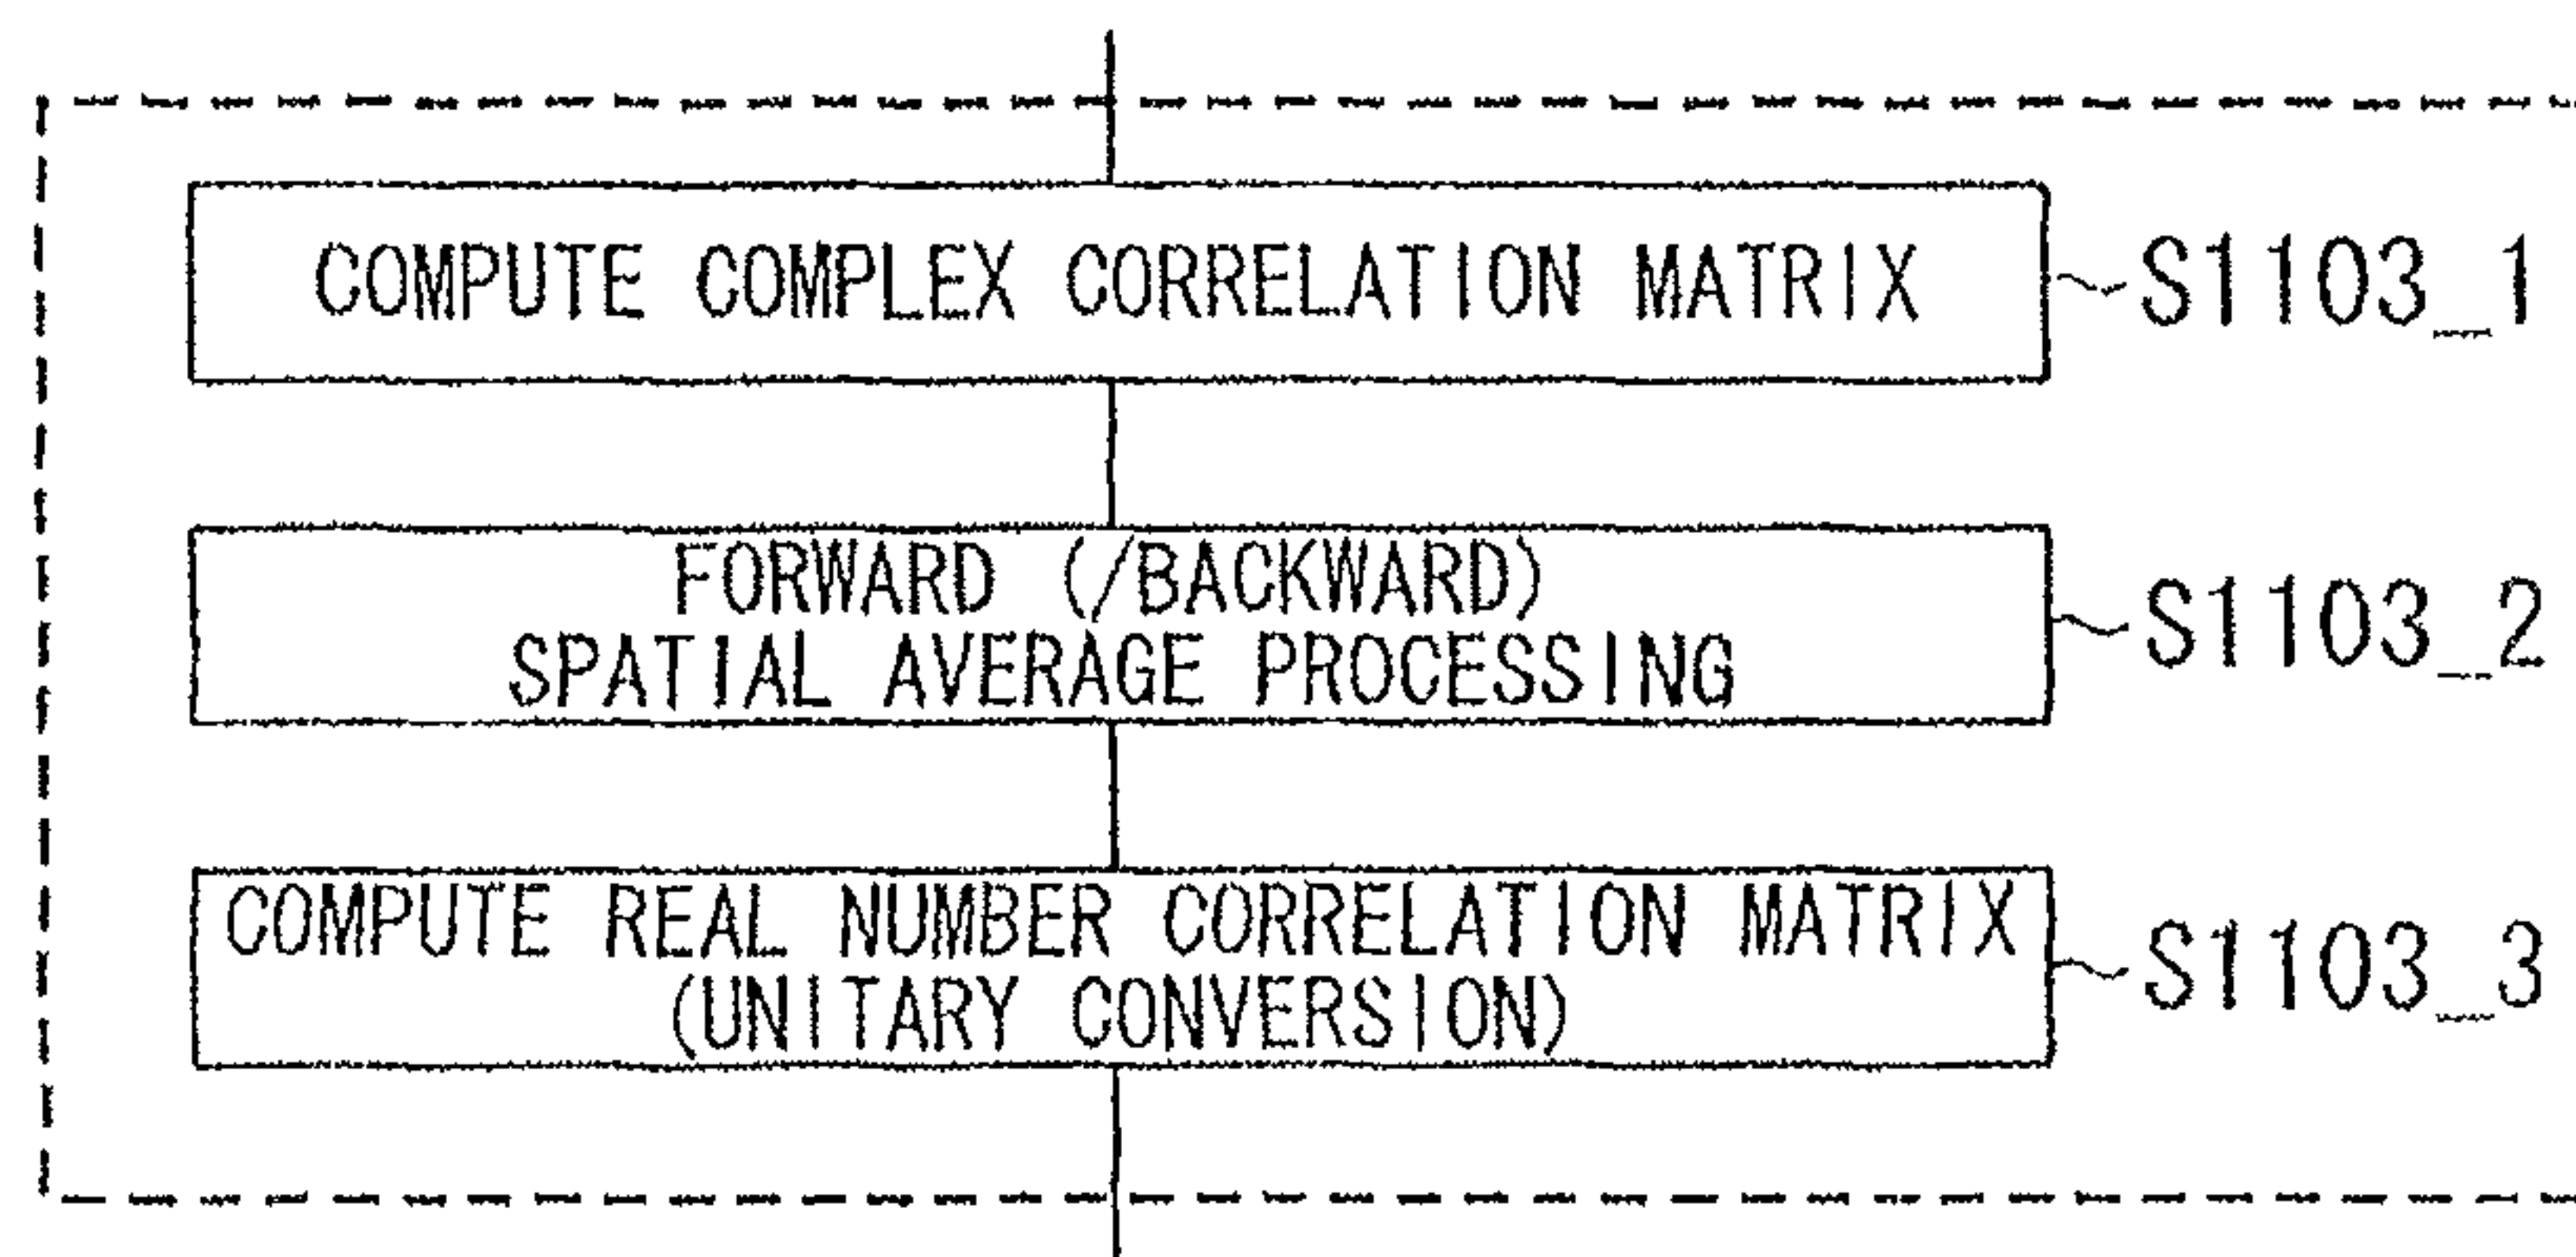 COMPUTE COMPLEX CORRELATION MATRIX
S1103_1
FORWARD (/BACKWARD)
SPATIAL AVERAGE PROCESSING
S1103_2
COMPUTE REAL NUMBER CORRELATION MATRIX
(UNITARY CONVERSION)
S1103_3